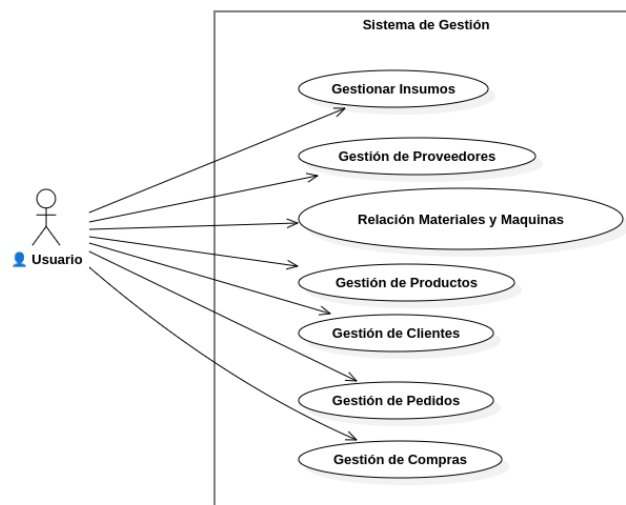 Sistema de Gestión
Gestionar Insumos
Gestión de Proveedores
Relación Materiales y Maquinas
Usuario
Gestión de Productos
Gestión de Clientes
Gestión de Pedidos
Gestión de Compras